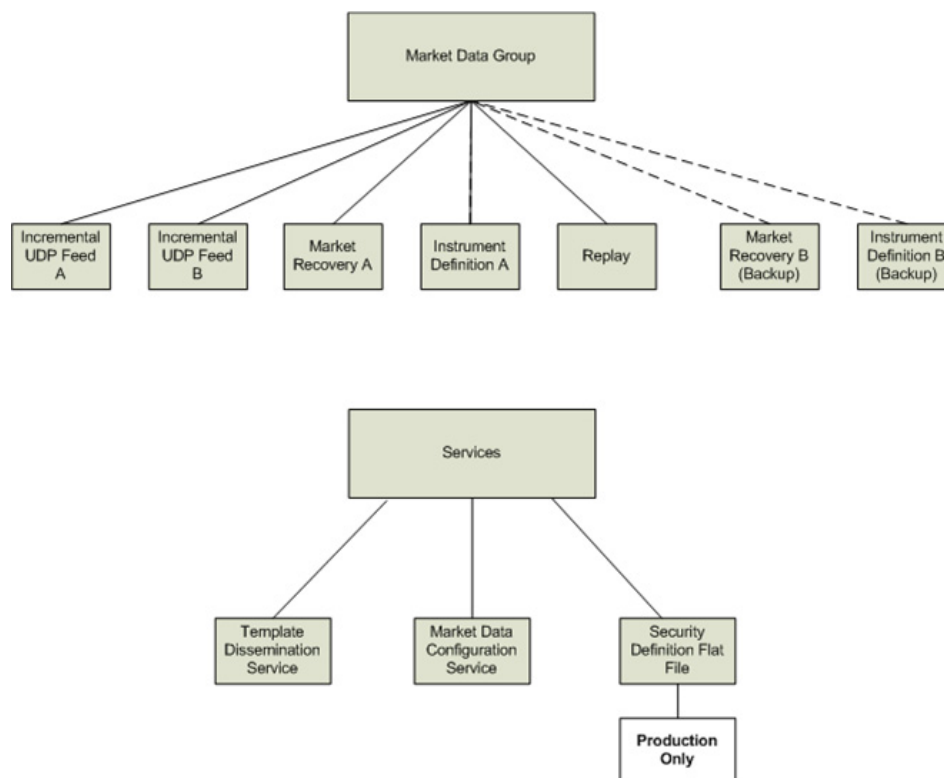 Market Data Group
Incremental
UDP Feed
A
Incremental
UDP Feed
B
Market
Recovery A
Instrument
Definition A
Replay
Market
Recovery B
(Backup)
Instrument
Definition B
(Backup)
Services
Template
Dissemination
Service
Market Data
Configuration
Service
Security
Definition Flat
File
Production
Only